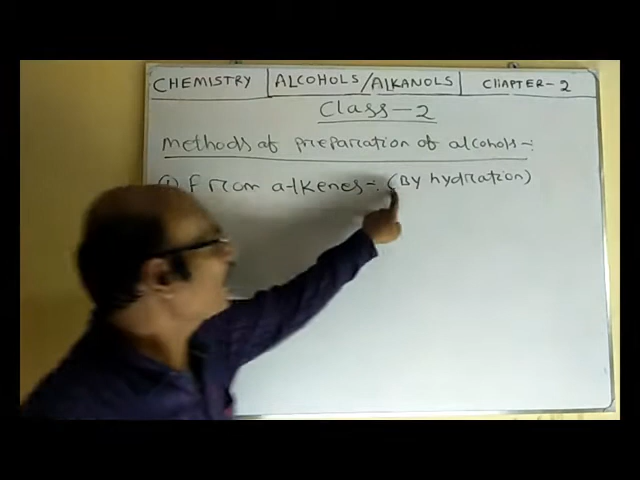 CHEMISTRY ALCOHOLS/ALKANOLS CHAPTER-2
Class-2
Methods of preparation of alcohols-:
① From alkenes-: (By hydration)